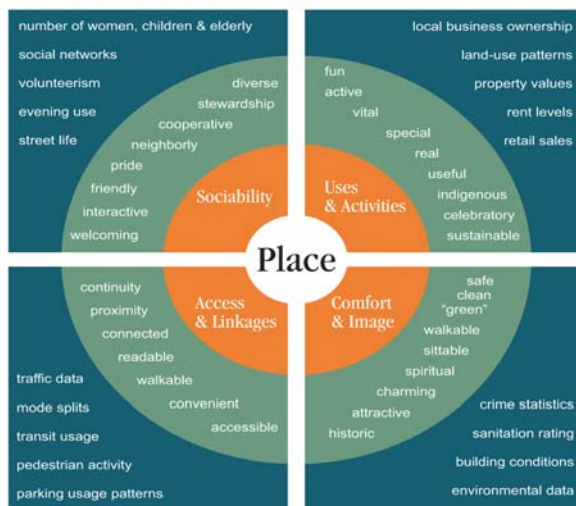 number of women, children & elderly
social networks
volunteerism
evening use
street life
diverse
stewardship
cooperative
neighborly
pride
friendly
interactive
welcoming
Sociability
local business ownership
land-use patterns
property values
rent levels
retail sales
fun
active
vital
special
real
useful
indigenous
celebratory
sustainable
Uses
& Activities
Place
continuity
proximity
connected
readable
walkable
convenient
accessible
Access
& Linkages
traffic data
mode splits
transit usage
pedestrian activity
parking usage patterns
Comfort
& Image
safe
clean
"green"
walkable
sittable
spiritual
charming
attractive
historic
crime statistics
sanitation rating
building conditions
environmental data